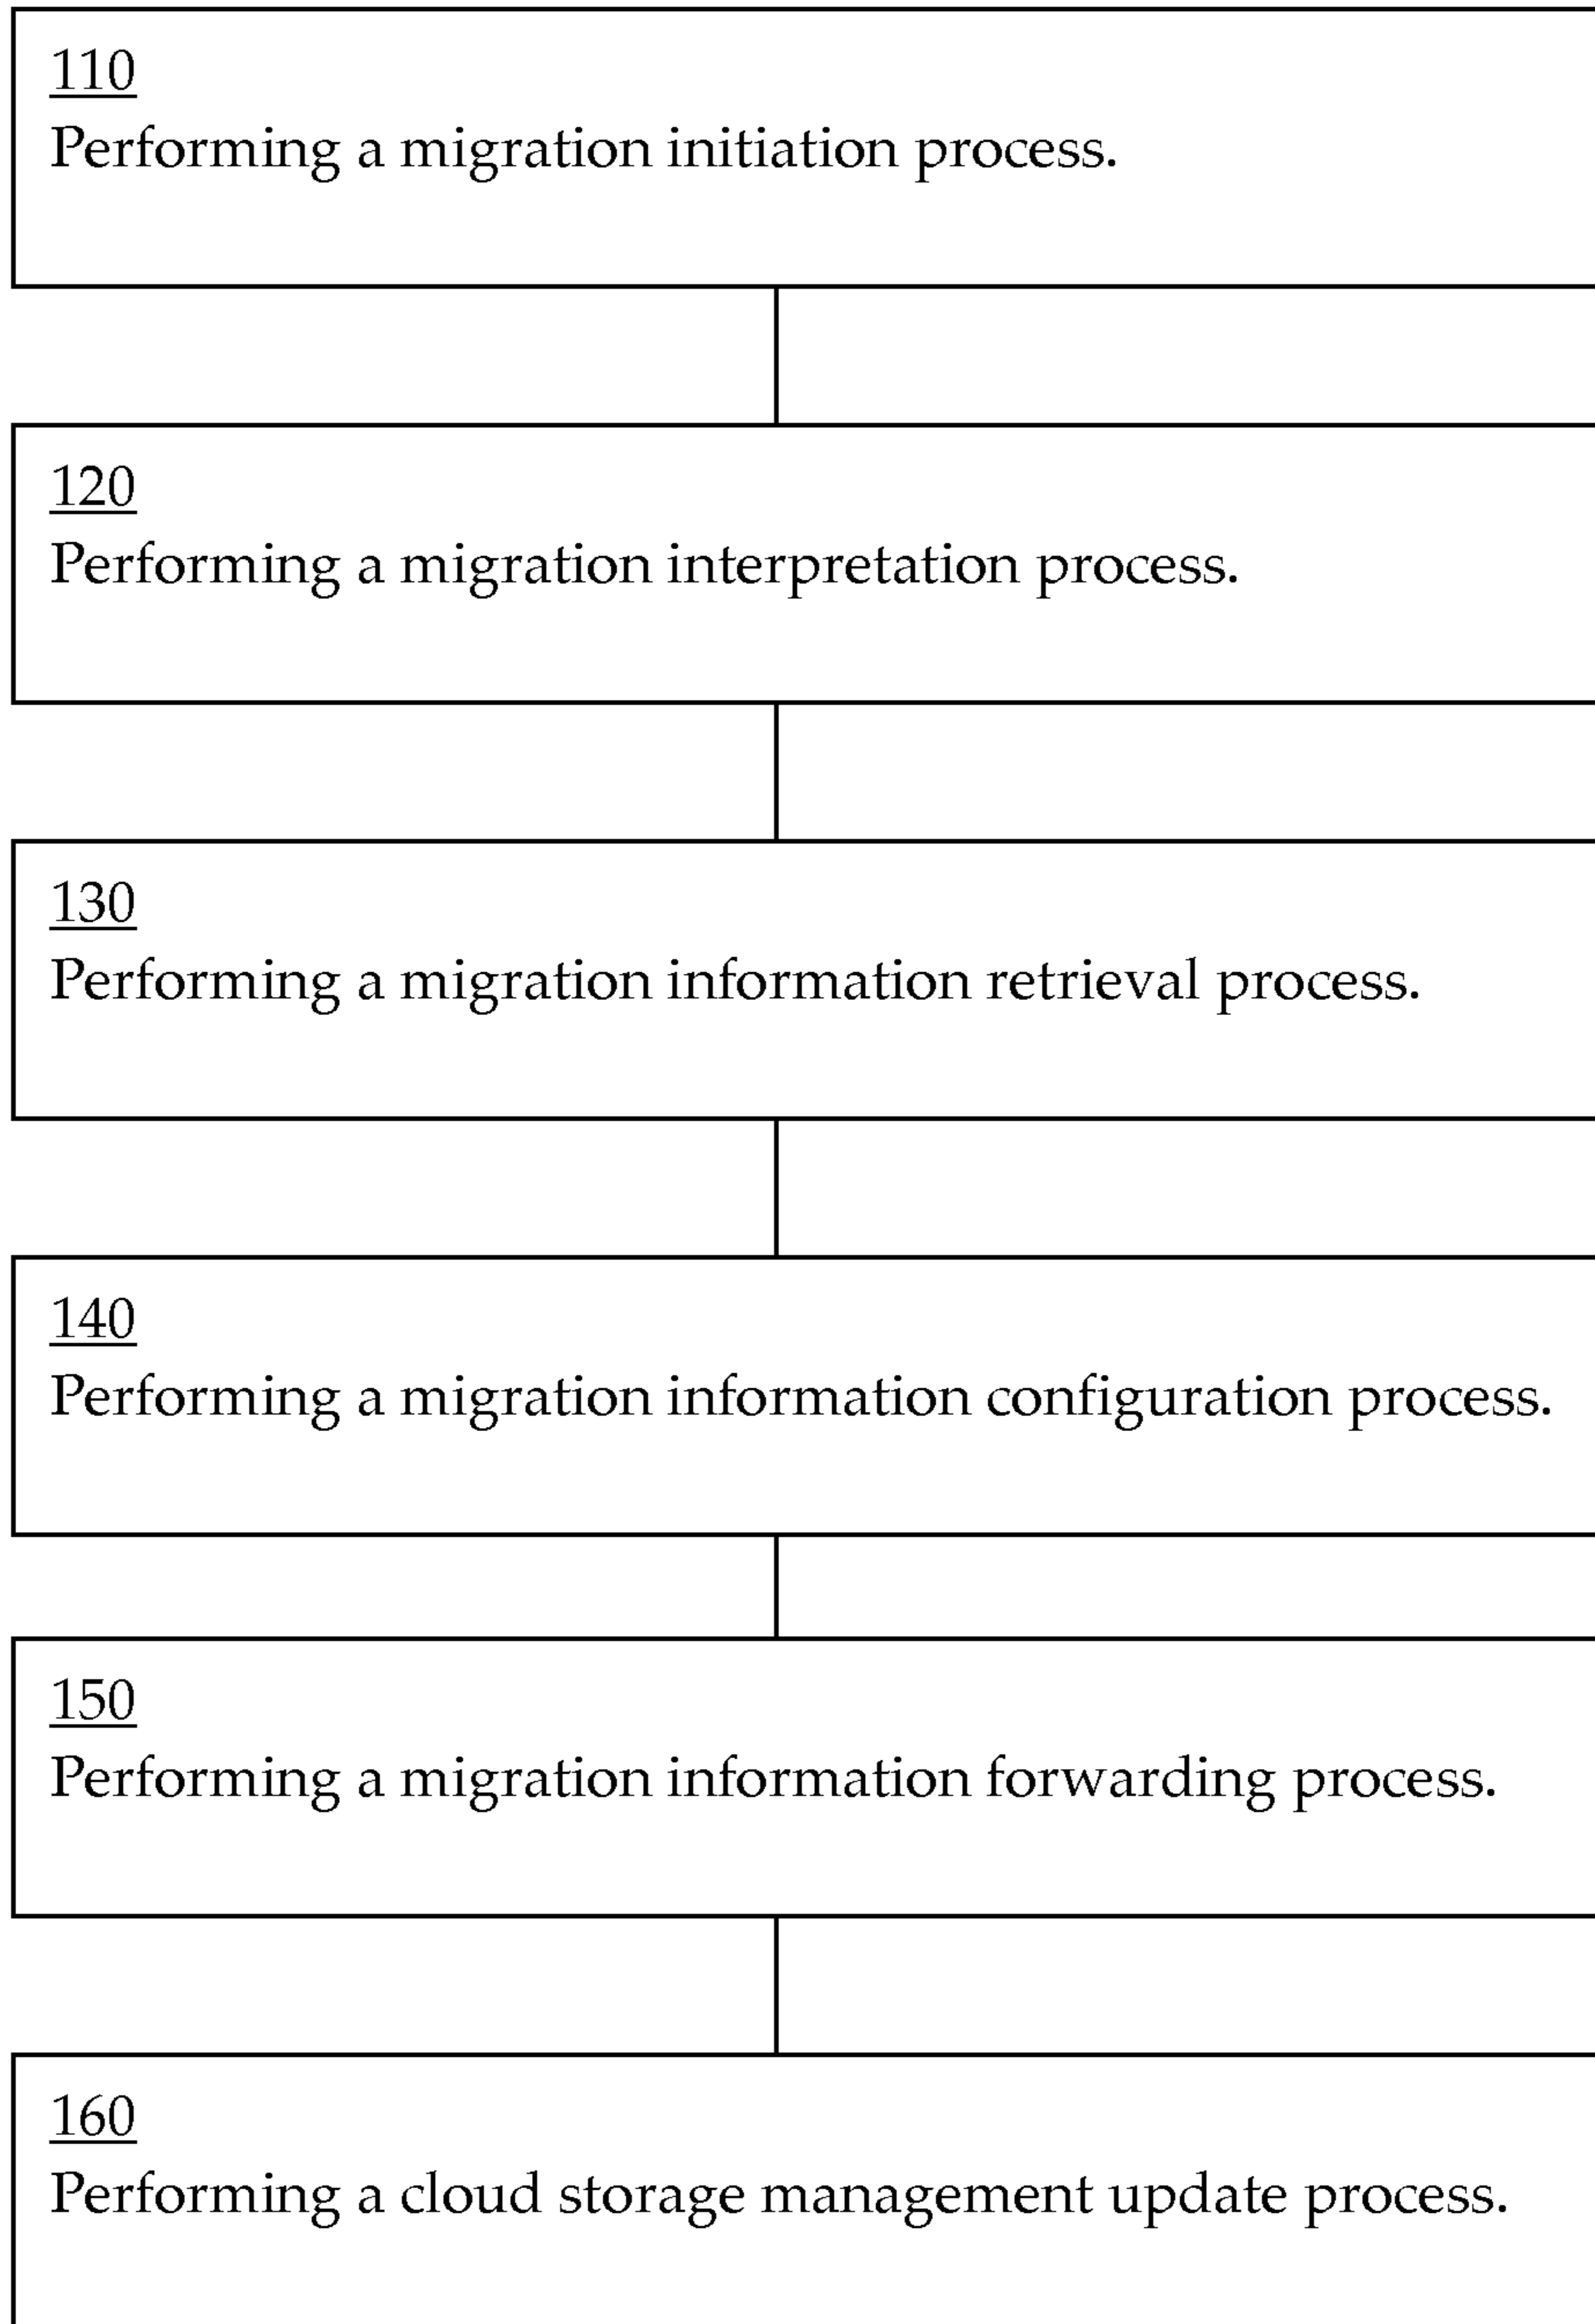 110
Performing a migration initiation process.
120
Performing a migration interpretation process.
130
Performing a migration information retrieval process.
140
Performing a migration information configuration process.
150
Performing a migration information forwarding process.
160
Performing a cloud storage management update process.